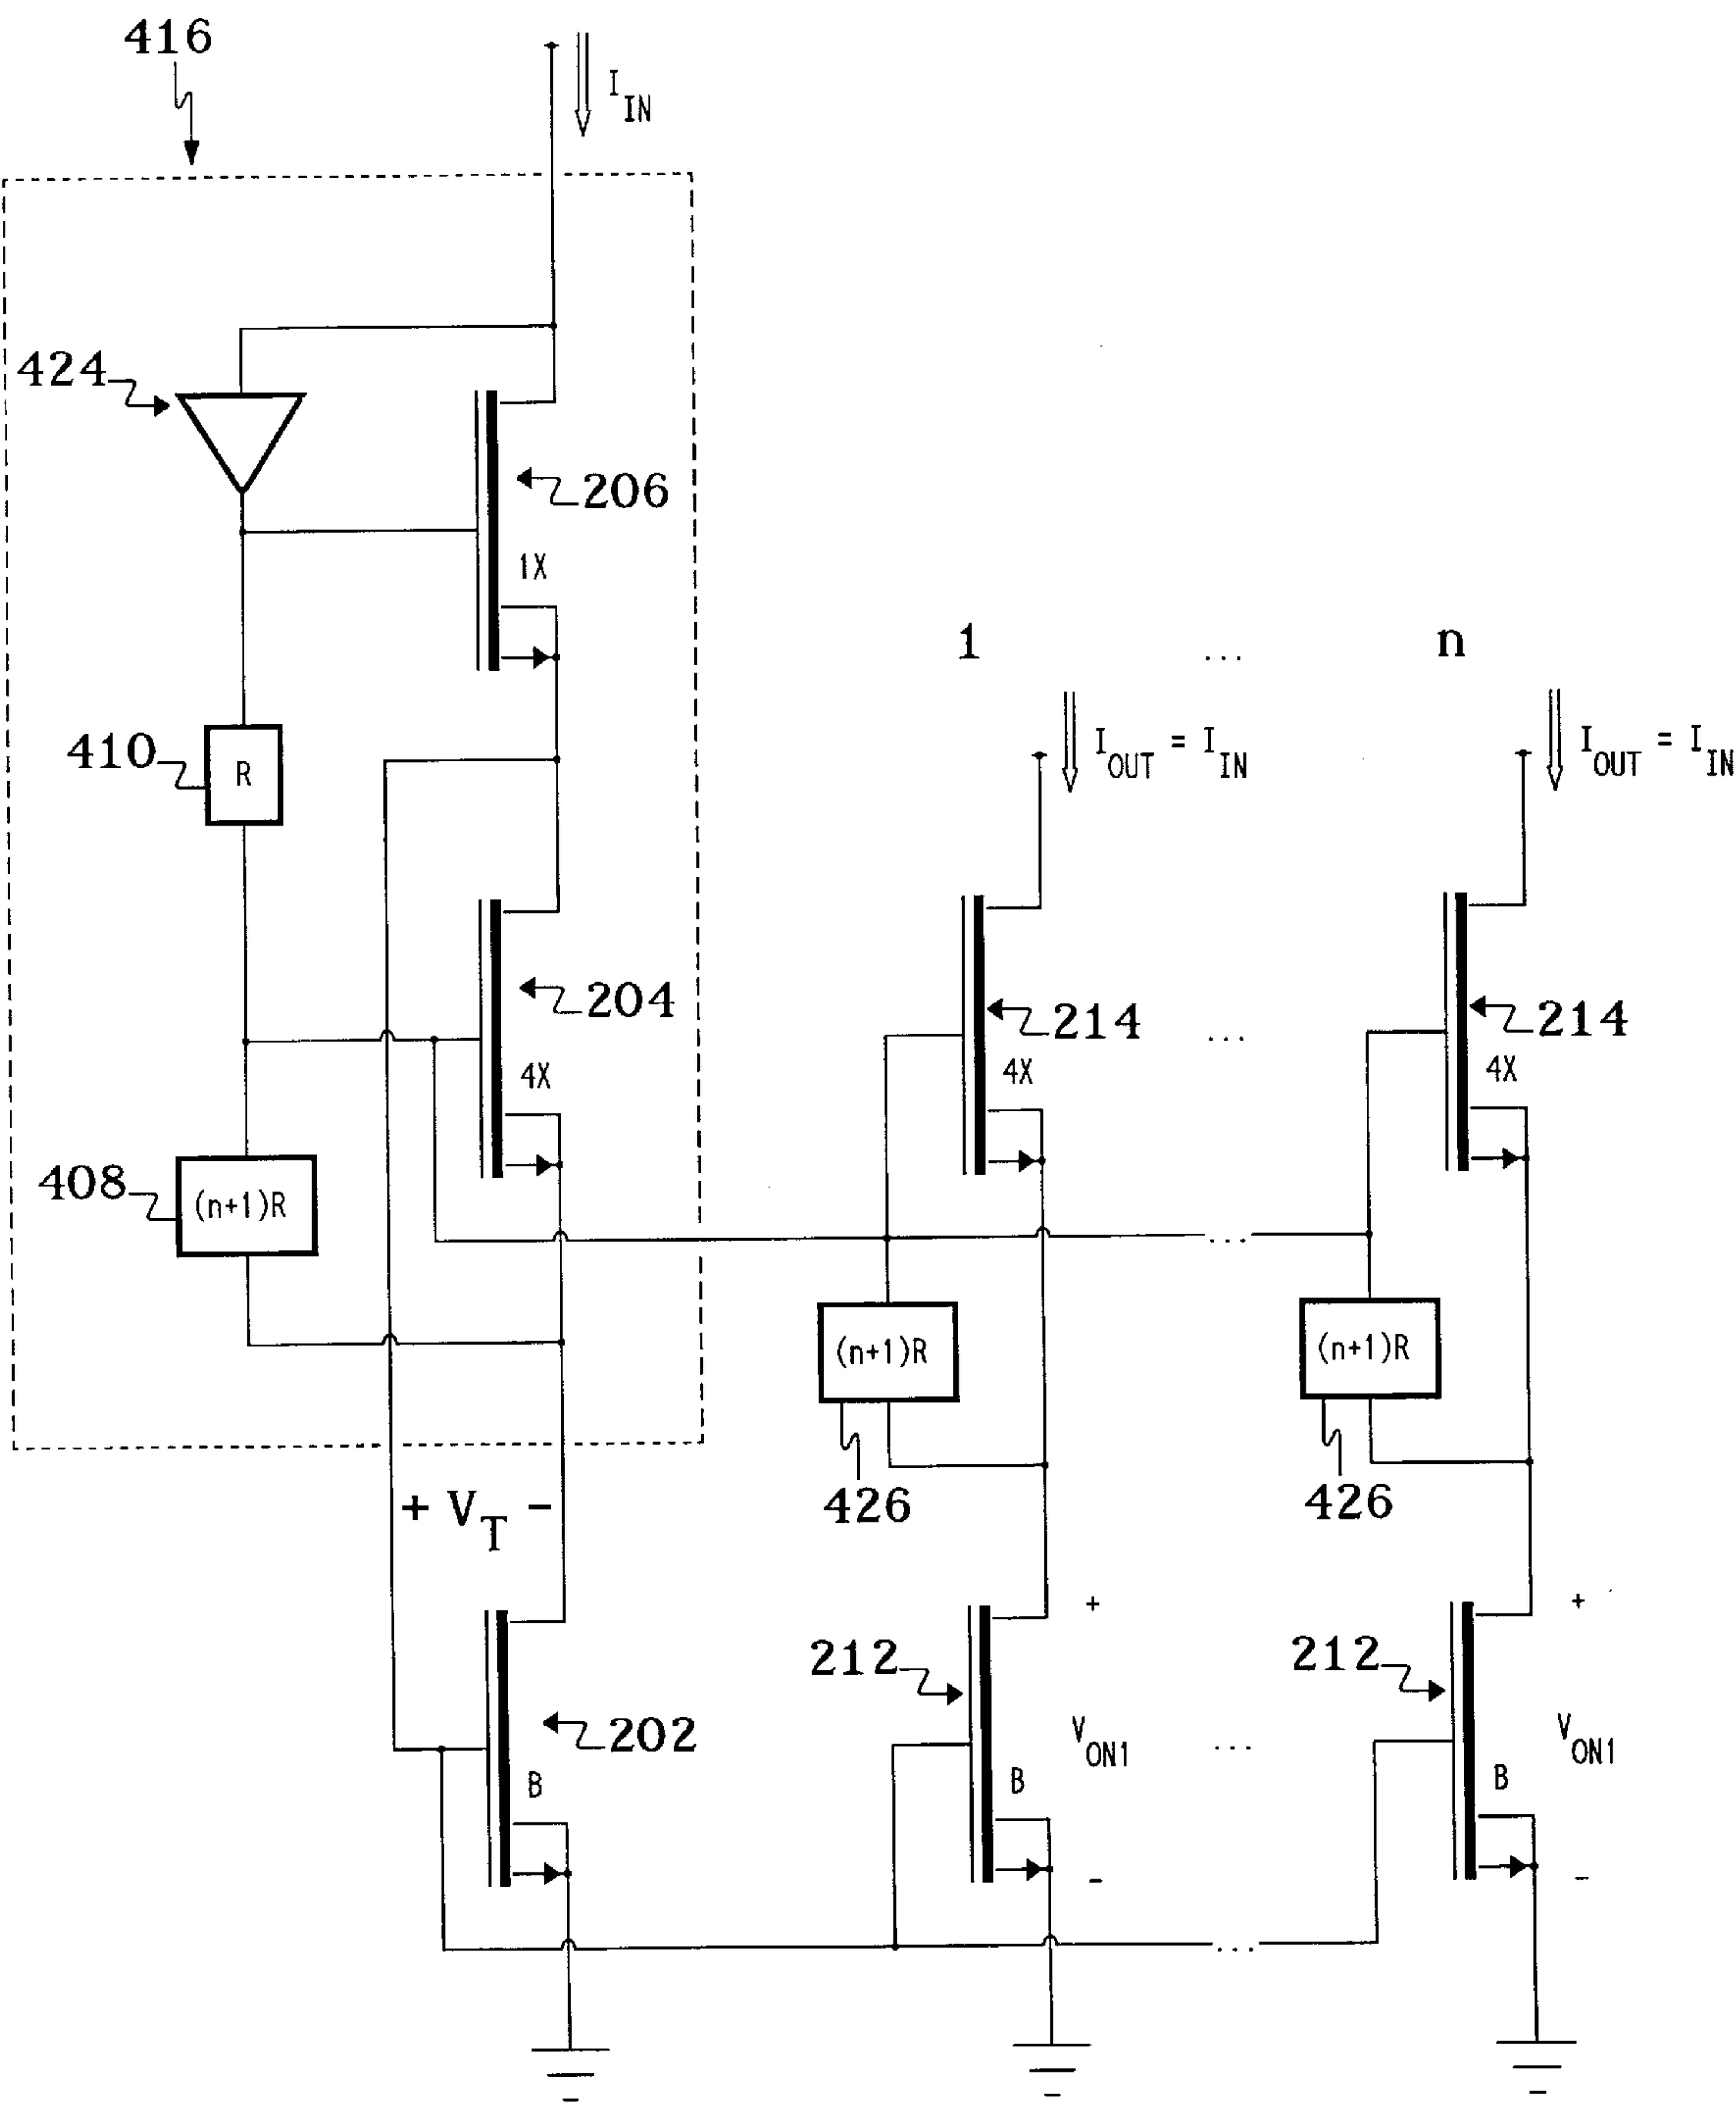 416
I IN
424
206
1X
1 ... n
410
R
I OUT = I IN
I OUT = I IN
204
4X
214
4X
...
214
4X
408
(n+1)R
...
(n+1)R
(n+1)R
426
426
+ V T -
202
B
212
B
+
V ON1
-
...
212
B
+
V ON1
-
...